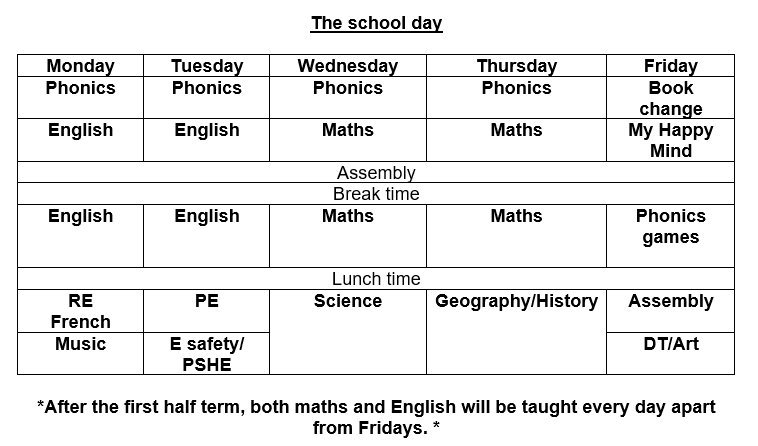 The school day
Monday Tuesday Wednesday Thursday Friday
Phonics Phonics Phonics Phonics Book
change
English English Maths Maths My Happy
Mind
Assembly
Break time
English English Maths Maths Phonics
games
Lunch time
RE PE Science Geography/History Assembly
French
Music E safety/ DT/Art
PSHE
*After the first half term, both maths and English will be taught every day apart
from Fridays. *